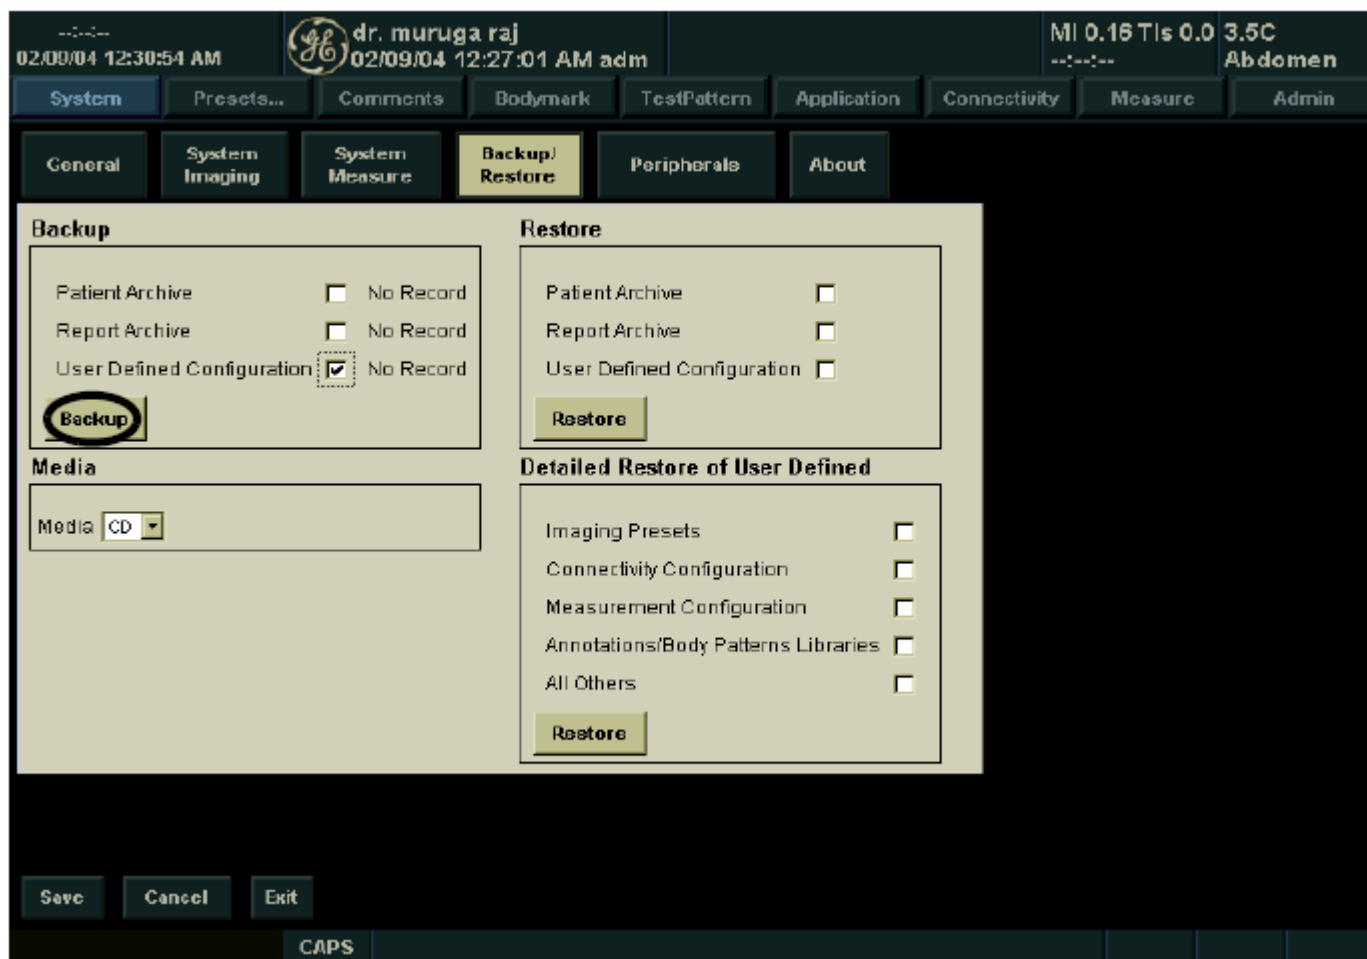 --:--:--
02/09/04 12:30:54 AM
GE
dr. muruga raj
02/09/04 12:27:01 AM adm
MI 0.16 TIs 0.0
--:--:--
3.5C
Abdomen
System Presets... Comments Bodymark TestPattern Application Connectivity Measure Admin
General
System
Imaging
System
Measure
Backup/
Restore
Peripherals
About
Backup
Patient Archive No Record
Report Archive No Record
User Defined Configuration No Record
Backup
Media
Media CD
Restore
Patient Archive
Report Archive
User Defined Configuration
Restore
Detailed Restore of User Defined
Imaging Presets
Connectivity Configuration
Measurement Configuration
Annotations/Body Patterns Libraries
All Others
Restore
Save Cancel Exit
CAPS